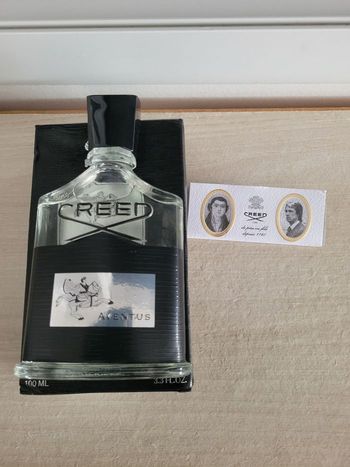 CREED
AVENTUS
100 ML
3.3 FL.OZ
CREED
de père en fils
depuis 1760